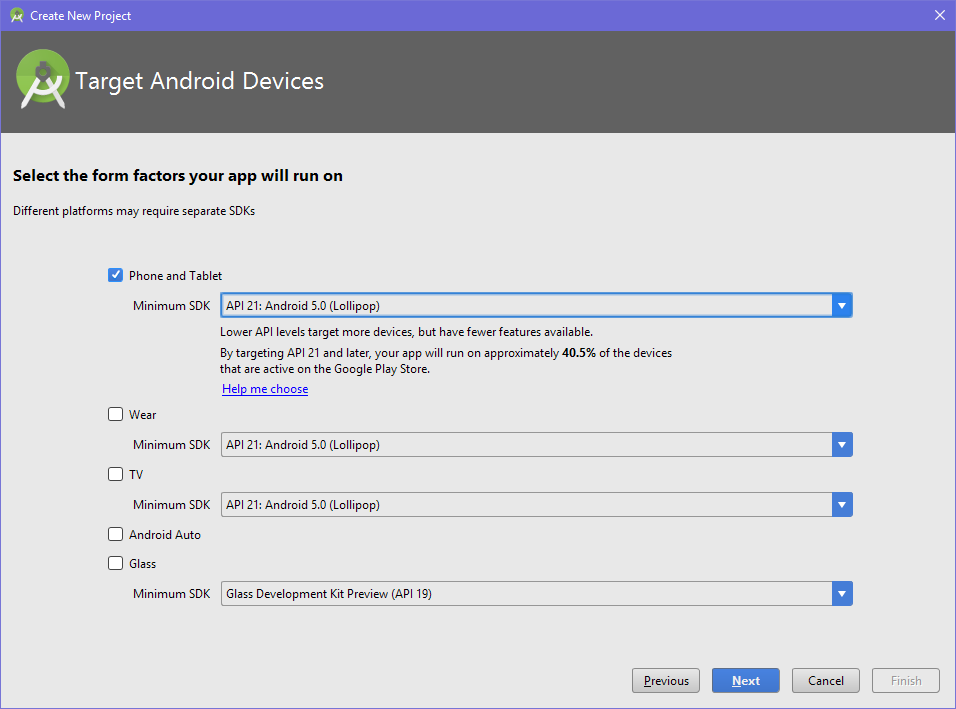 Create New Project
Target Android Devices
Select the form factors your app will run on
Different platforms may require separate SDKs
Phone and Tablet
Minimum SDK API 21: Android 5.0 (Lollipop)
Lower API levels target more devices, but have fewer features available.
By targeting API 21 and later, your app will run on approximately 40.5% of the devices
that are active on the Google Play Store.
Help me choose
Wear
Minimum SDK API 21: Android 5.0 (Lollipop)
TV
Minimum SDK API 21: Android 5.0 (Lollipop)
Android Auto
Glass
Minimum SDK Glass Development Kit Preview (API 19)
Previous Next Cancel Finish